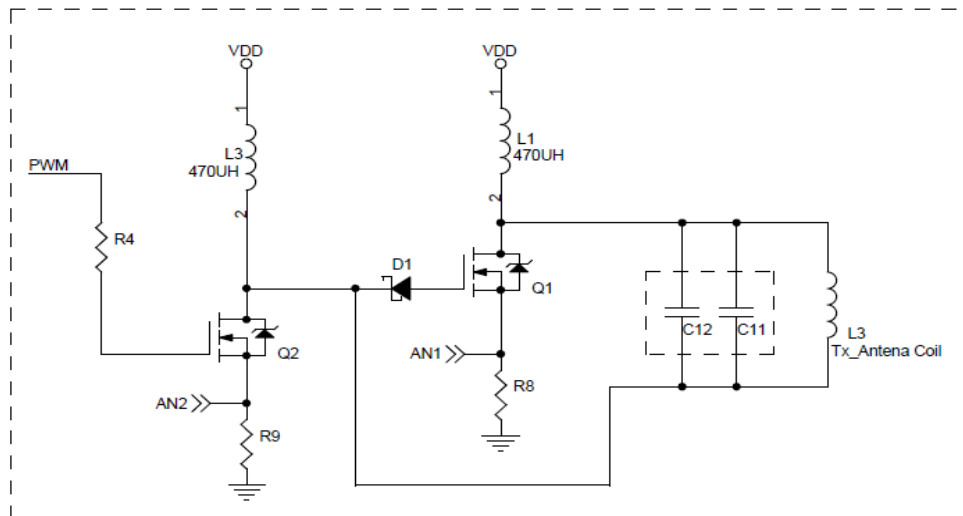 VDD
VDD
1
1
L3
470UH
L1
470UH
PWM
2
2
R4
D1
Q1
Q2
C12
C11
L3
Tx_Antena Coil
AN1
R8
AN2
R9